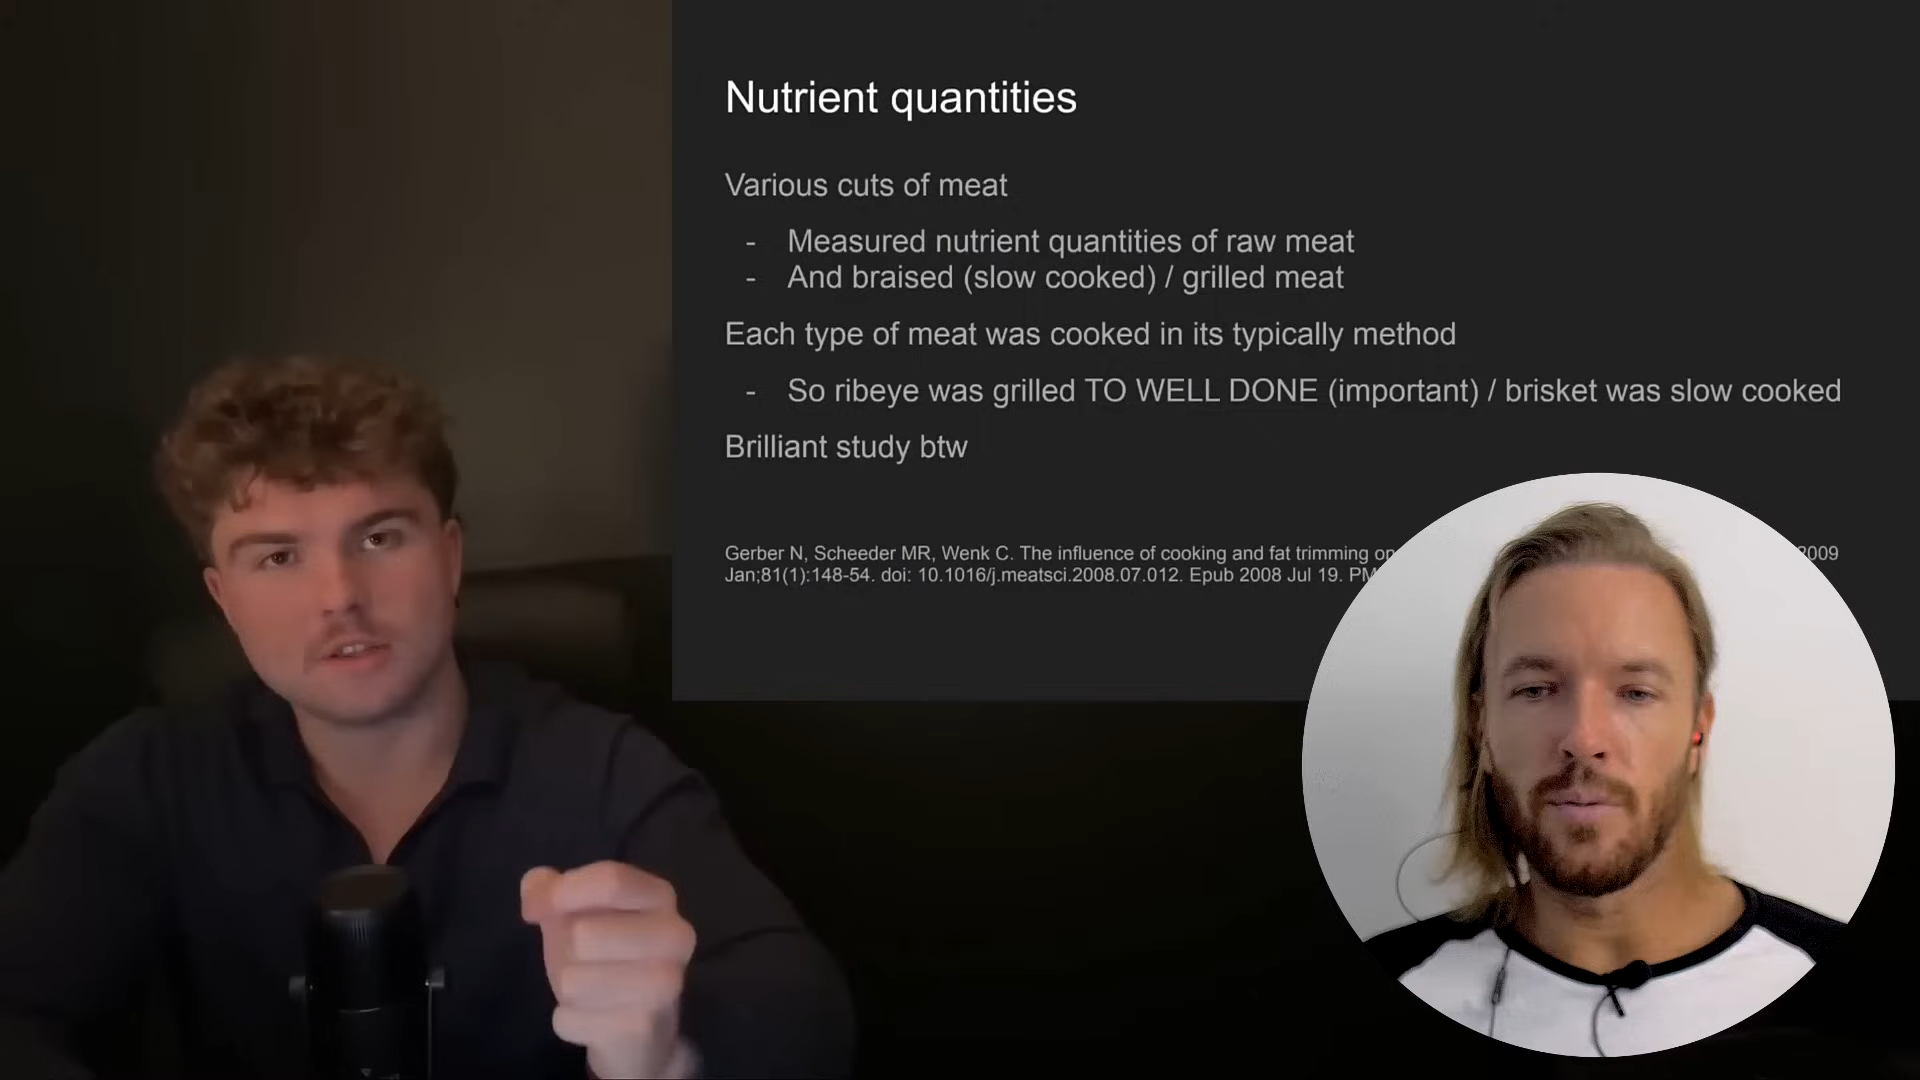 Nutrient quantities
Various cuts of meat
- Measured nutrient quantities of raw meat
- And braised (slow cooked) / grilled meat
Each type of meat was cooked in its typically method
- So ribeye was grilled TO WELL DONE (important) / brisket was slow cooked
Brilliant study btw
Gerber N, Scheeder MR, Wenk C. The influence of cooking and fat trimming on 2009
Jan;81(1):148-54. doi: 10.1016/j.meatsci.2008.07.012. Epub 2008 Jul 19.